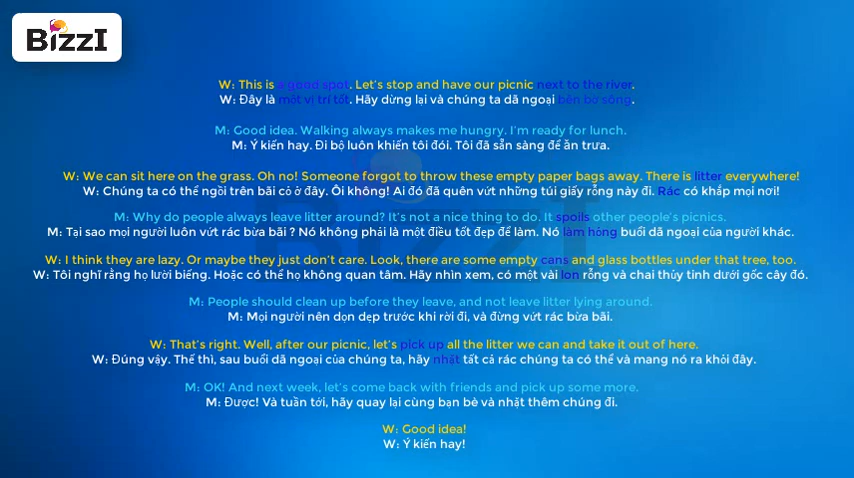 BizzI
W: This is a good spot. Let's stop and have our picnic next to the river.
W: Đây là một vị trí tốt. Hãy dừng lại và chúng ta dã ngoại bên bờ sông.
M: Good idea. Walking always makes me hungry. I'm ready for lunch.
M: Ý kiến hay. Đi bộ luôn khiến tôi đói. Tôi đã sẵn sàng để ăn trưa.
W: We can sit here on the grass. Oh no! Someone forgot to throw these empty paper bags away. There is litter everywhere!
W: Chúng ta có thể ngồi trên bãi cỏ ở đây. Ôi không! Ai đó đã quên vứt những túi giấy rỗng này đi. Rác có khắp mọi nơi!
M: Why do people always leave litter around? It's not a nice thing to do. It spoils other people's picnics.
M: Tại sao mọi người luôn vứt rác bừa bãi ? Nó không phải là một điều tốt đẹp để làm. Nó làm hỏng buổi dã ngoại của người khác.
W: I think they are lazy. Or maybe they just don't care. Look, there are some empty cans and glass bottles under that tree, too.
W: Tôi nghĩ rằng họ lười biếng. Hoặc có thể họ không quan tâm. Hãy nhìn xem, có một vài lon rỗng và chai thủy tinh dưới gốc cây đó.
M: People should clean up before they leave, and not leave litter lying around.
M: Mọi người nên dọn dẹp trước khi rời đi, và đừng vứt rác bừa bãi.
W: That's right. Well, after our picnic, let's pick up all the litter we can and take it out of here.
W: Đúng vậy. Thế thì, sau buổi dã ngoại của chúng ta, hãy nhặt tất cả rác chúng ta có thể và mang nó ra khỏi đây.
M: OK! And next week, let's come back with friends and pick up some more.
M: Được! Và tuần tới, hãy quay lại cùng bạn bè và nhặt thêm chúng đi.
W: Good idea!
W: Ý kiến hay!